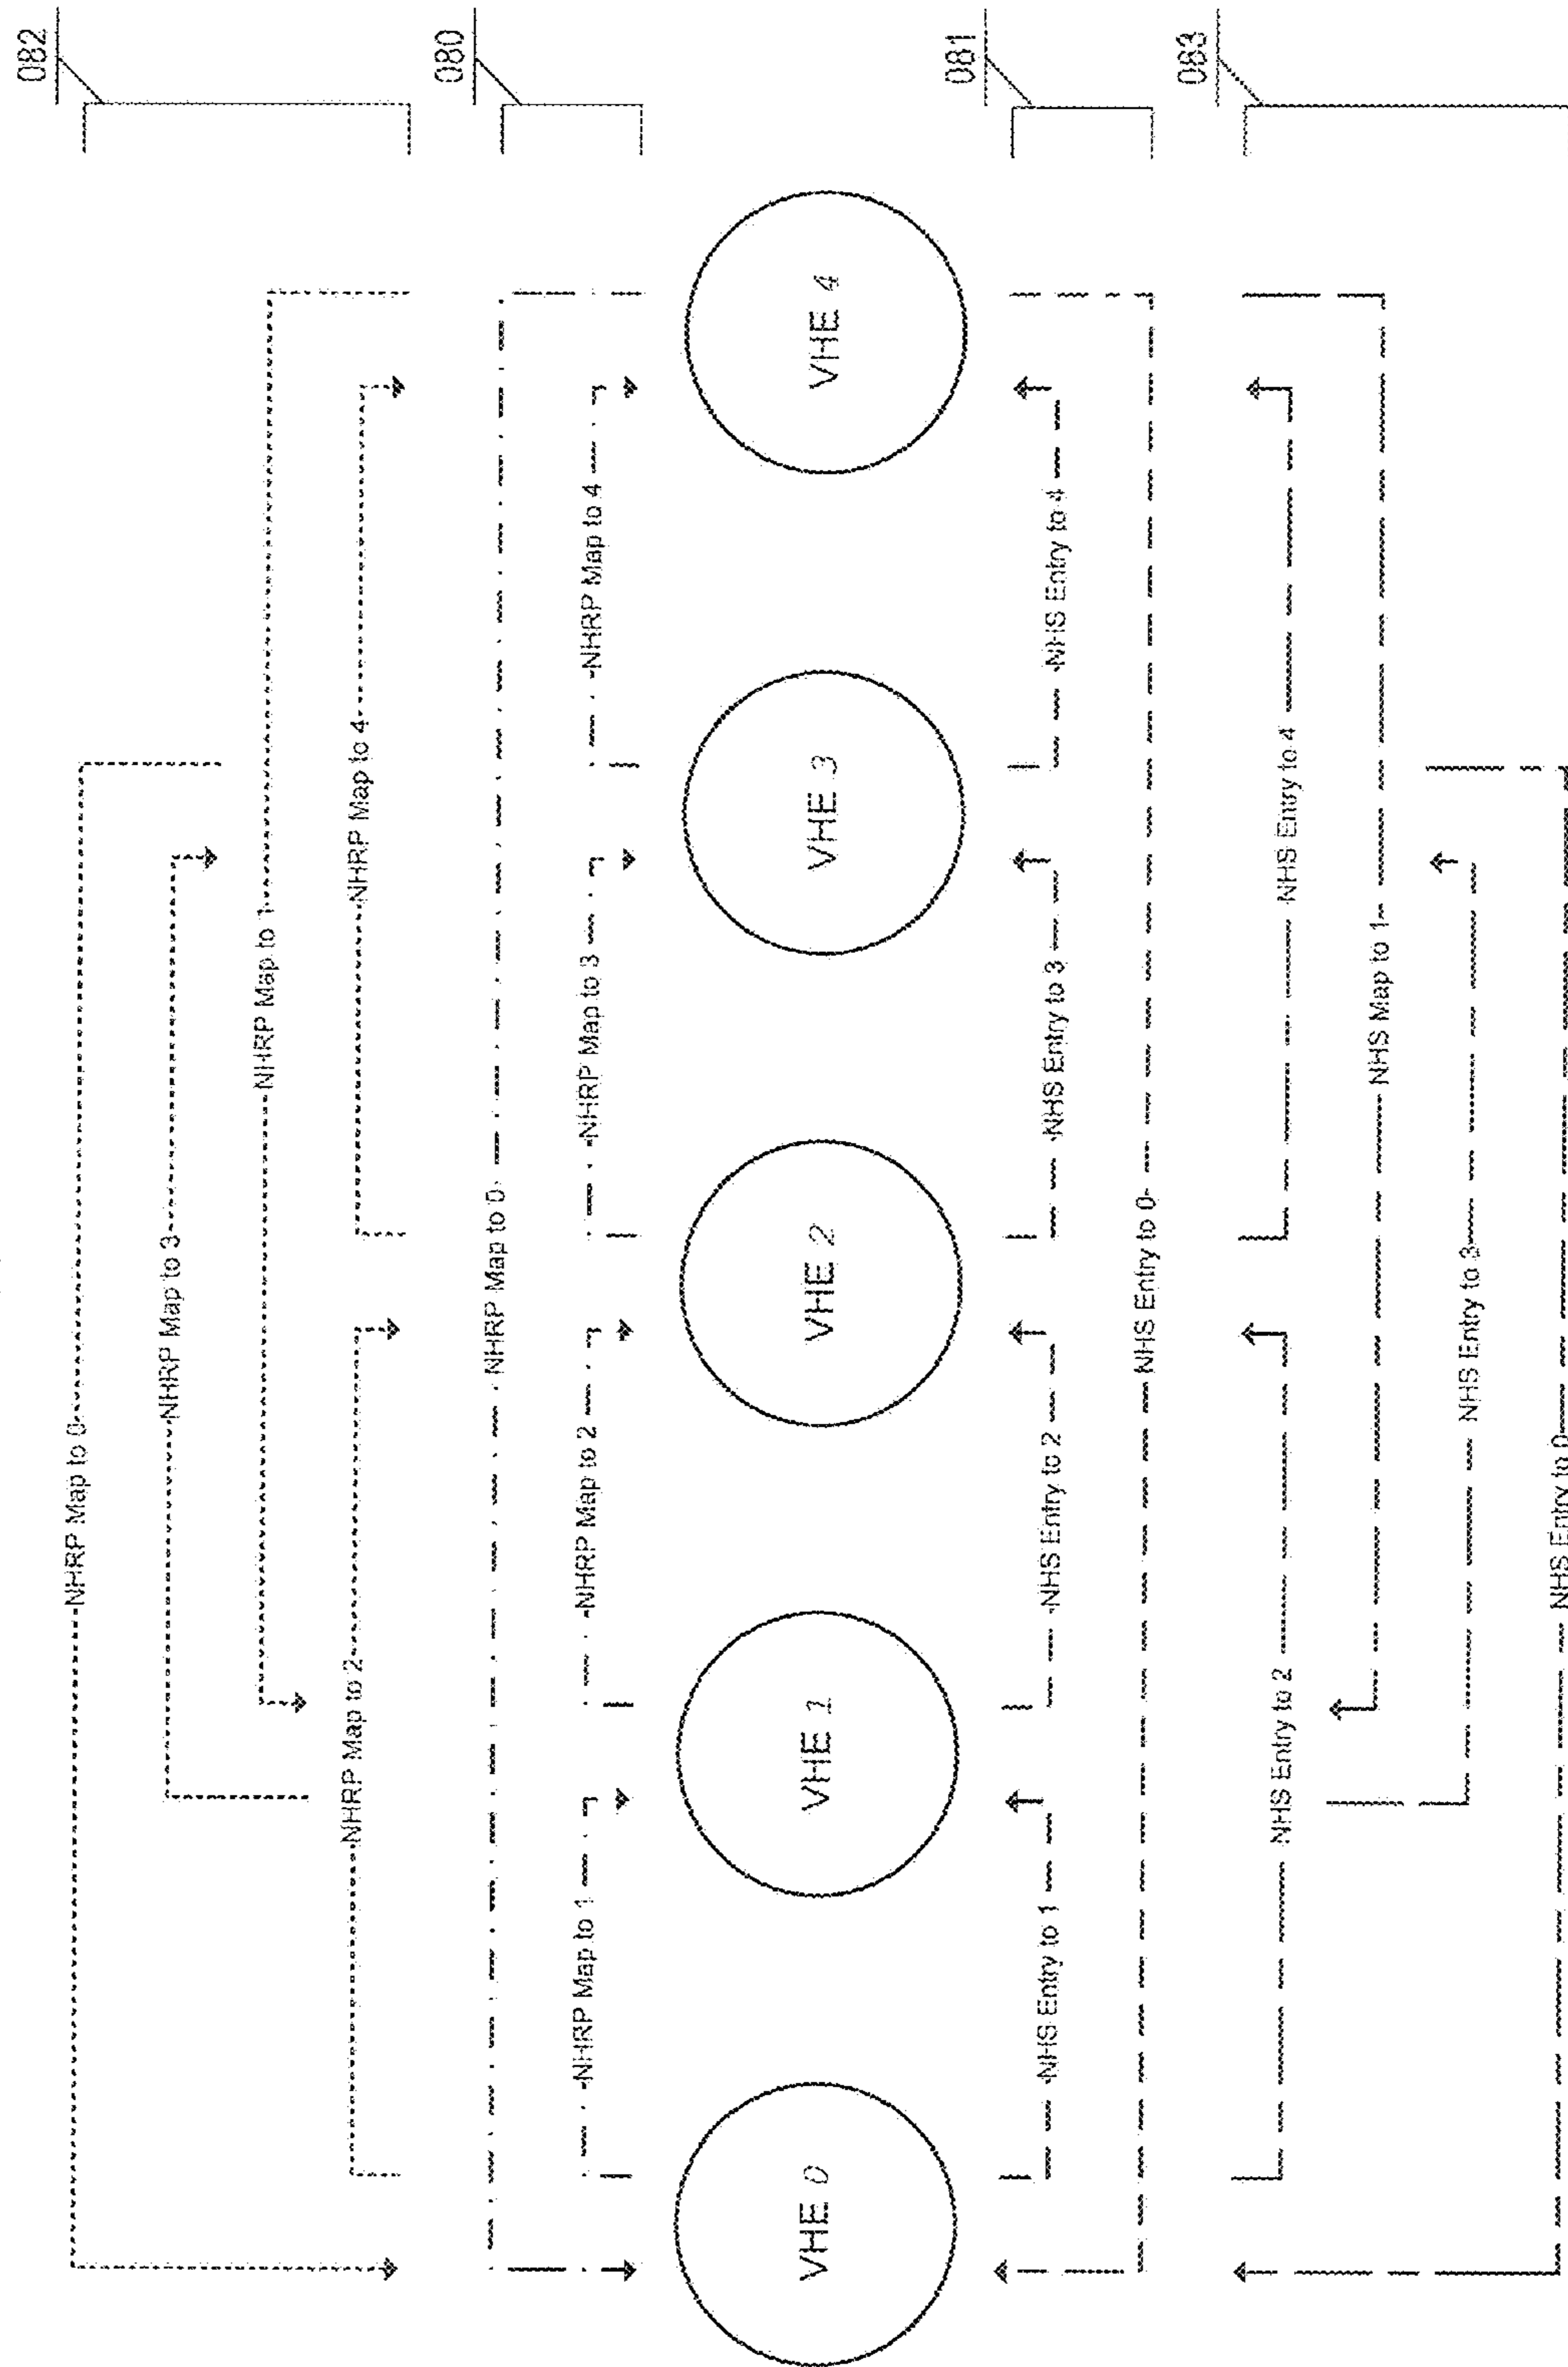 082
NHRP Map to 0
NHRP Map to 3
NHRP Map to 1
NHRP Map to 2
NHRP Map to 4
080
NHRP Map to 0
NHRP Map to 1
NHRP Map to 2
NHRP Map to 3
NHRP Map to 4
VHE 0
VHE 1
VHE 2
VHE 3
VHE 4
081
NHS Entry to 1
NHS Entry to 2
NHS Entry to 3
NHS Entry to 4
NHS Entry to 0
083
NHS Entry to 2
NHS Entry to 4
NHS Map to 1
NHS Entry to 3
NHS Entry to 0